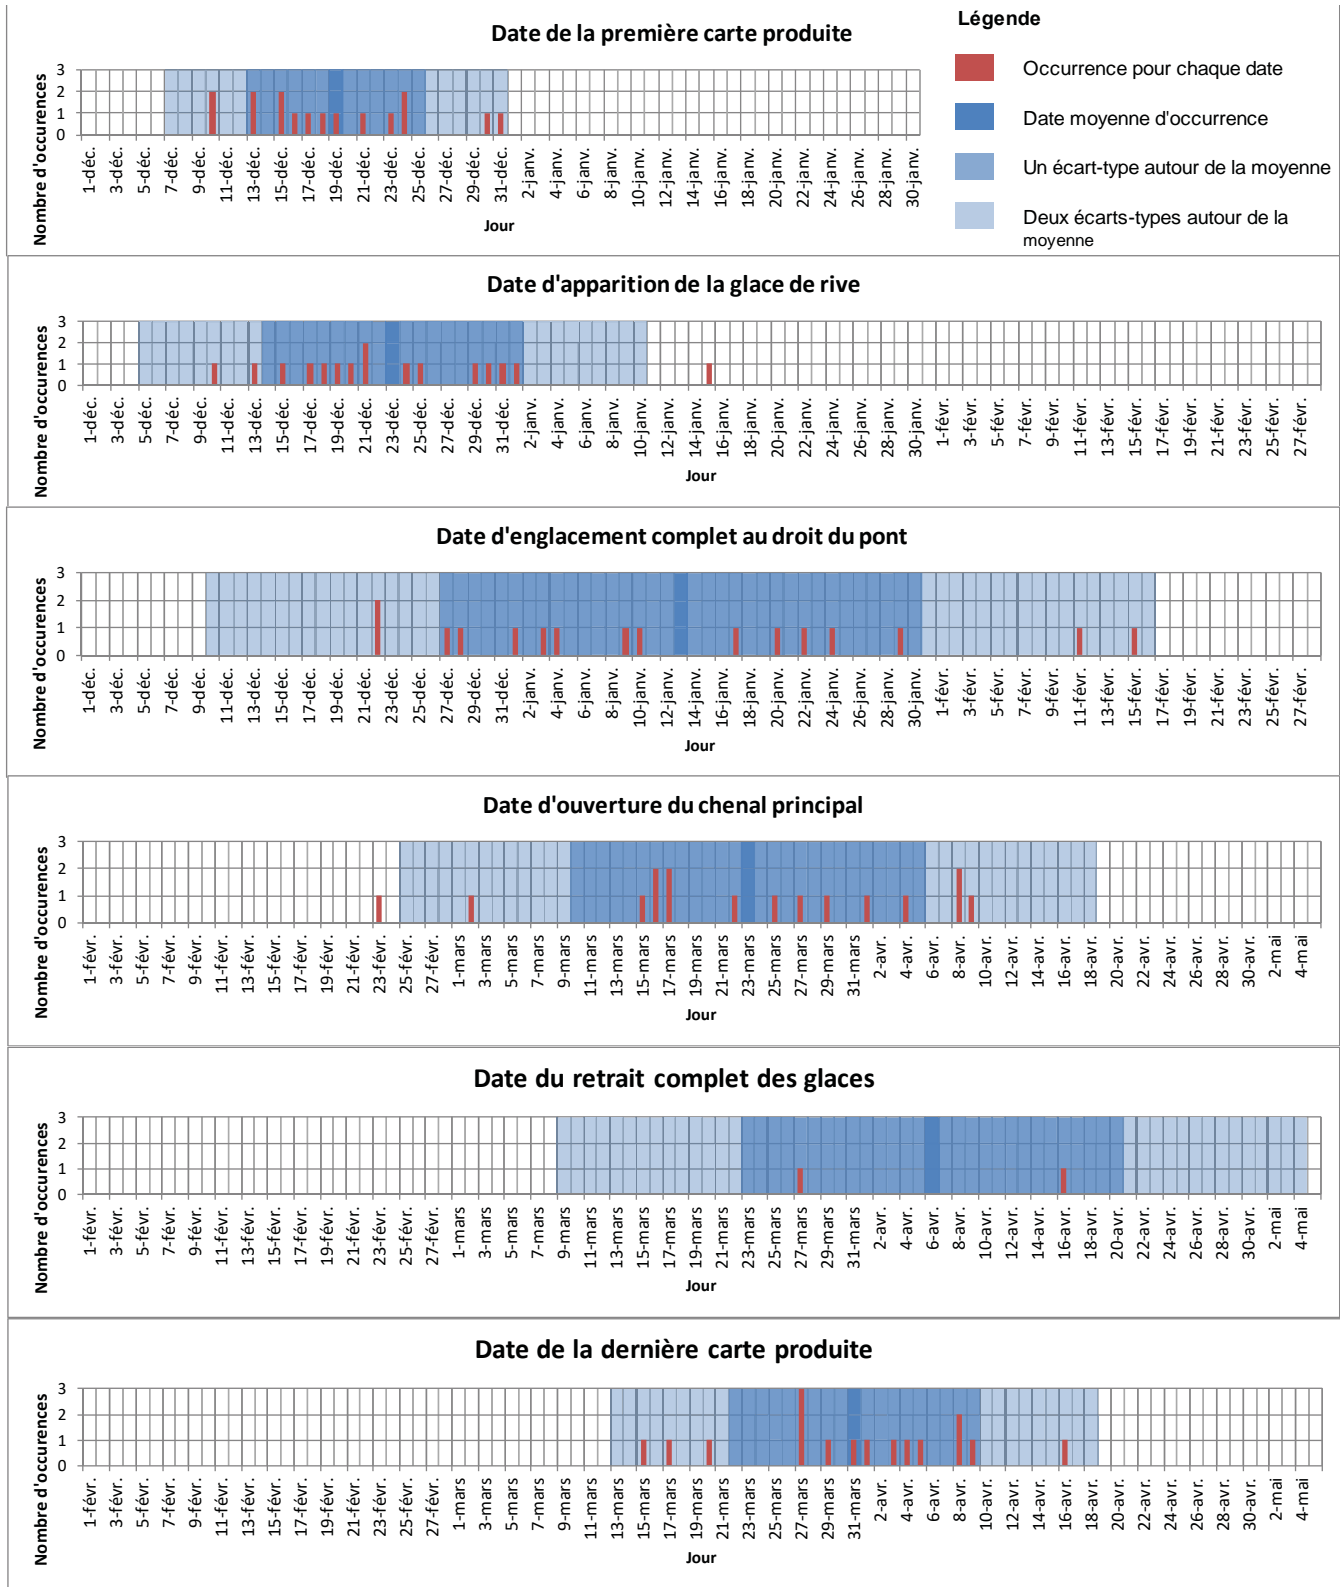 Légende
Date de la première carte produite
Occurrence pour chaque date
Date moyenne d'occurrence
Un écart-type autour de la moyenne
Deux écarts-types autour de la
moyenne
Nombre d'occurences
3
2
1
0
1-déc. 3-déc. 5-déc. 7-déc. 9-déc. 11-déc. 13-déc. 15-déc. 17-déc. 19-déc. 21-déc. 23-déc. 25-déc. 27-déc. 29-déc. 31-déc. 2-janv. 4-janv. 6-janv. 8-janv. 10-janv. 12-janv. 14-janv. 16-janv. 18-janv. 20-janv. 22-janv. 24-janv. 26-janv. 28-janv. 30-janv.
Jour
Date d'apparition de la glace de rive
Nombre d'occurences
3
2
1
0
1-déc. 3-déc. 5-déc. 7-déc. 9-déc. 11-déc. 13-déc. 15-déc. 17-déc. 19-déc. 21-déc. 23-déc. 25-déc. 27-déc. 29-déc. 31-déc. 2-janv. 4-janv. 6-janv. 8-janv. 10-janv. 12-janv. 14-janv. 16-janv. 18-janv. 20-janv. 22-janv. 24-janv. 26-janv. 28-janv. 30-janv. 1-févr. 3-févr. 5-févr. 7-févr. 9-févr. 11-févr. 13-févr. 15-févr. 17-févr. 19-févr. 21-févr. 23-févr. 25-févr. 27-févr.
Jour
Date d'englacement complet au droit du pont
Nombre d'occurences
3
2
1
0
1-déc. 3-déc. 5-déc. 7-déc. 9-déc. 11-déc. 13-déc. 15-déc. 17-déc. 19-déc. 21-déc. 23-déc. 25-déc. 27-déc. 29-déc. 31-déc. 2-janv. 4-janv. 6-janv. 8-janv. 10-janv. 12-janv. 14-janv. 16-janv. 18-janv. 20-janv. 22-janv. 24-janv. 26-janv. 28-janv. 30-janv. 1-févr. 3-févr. 5-févr. 7-févr. 9-févr. 11-févr. 13-févr. 15-févr. 17-févr. 19-févr. 21-févr. 23-févr. 25-févr. 27-févr.
Jour
Date d'ouverture du chenal principal
Nombre d'occurences
3
2
1
0
1-févr. 3-févr. 5-févr. 7-févr. 9-févr. 11-févr. 13-févr. 15-févr. 17-févr. 19-févr. 21-févr. 23-févr. 25-févr. 27-févr. 1-mars 3-mars 5-mars 7-mars 9-mars 11-mars 13-mars 15-mars 17-mars 19-mars 21-mars 23-mars 25-mars 27-mars 29-mars 31-mars 2-avr. 4-avr. 6-avr. 8-avr. 10-avr. 12-avr. 14-avr. 16-avr. 18-avr. 20-avr. 22-avr. 24-avr. 26-avr. 28-avr. 30-avr. 2-mai 4-mai
Jour
Date du retrait complet des glaces
Nombre d'occurences
3
2
1
0
1-févr. 3-févr. 5-févr. 7-févr. 9-févr. 11-févr. 13-févr. 15-févr. 17-févr. 19-févr. 21-févr. 23-févr. 25-févr. 27-févr. 1-mars 3-mars 5-mars 7-mars 9-mars 11-mars 13-mars 15-mars 17-mars 19-mars 21-mars 23-mars 25-mars 27-mars 29-mars 31-mars 2-avr. 4-avr. 6-avr. 8-avr. 10-avr. 12-avr. 14-avr. 16-avr. 18-avr. 20-avr. 22-avr. 24-avr. 26-avr. 28-avr. 30-avr. 2-mai 4-mai
Jour
Date de la dernière carte produite
Nombre d'occurences
3
2
1
0
1-févr. 3-févr. 5-févr. 7-févr. 9-févr. 11-févr. 13-févr. 15-févr. 17-févr. 19-févr. 21-févr. 23-févr. 25-févr. 27-févr. 1-mars 3-mars 5-mars 7-mars 9-mars 11-mars 13-mars 15-mars 17-mars 19-mars 21-mars 23-mars 25-mars 27-mars 29-mars 31-mars 2-avr. 4-avr. 6-avr. 8-avr. 10-avr. 12-avr. 14-avr. 16-avr. 18-avr. 20-avr. 22-avr. 24-avr. 26-avr. 28-avr. 30-avr. 2-mai 4-mai
Jour